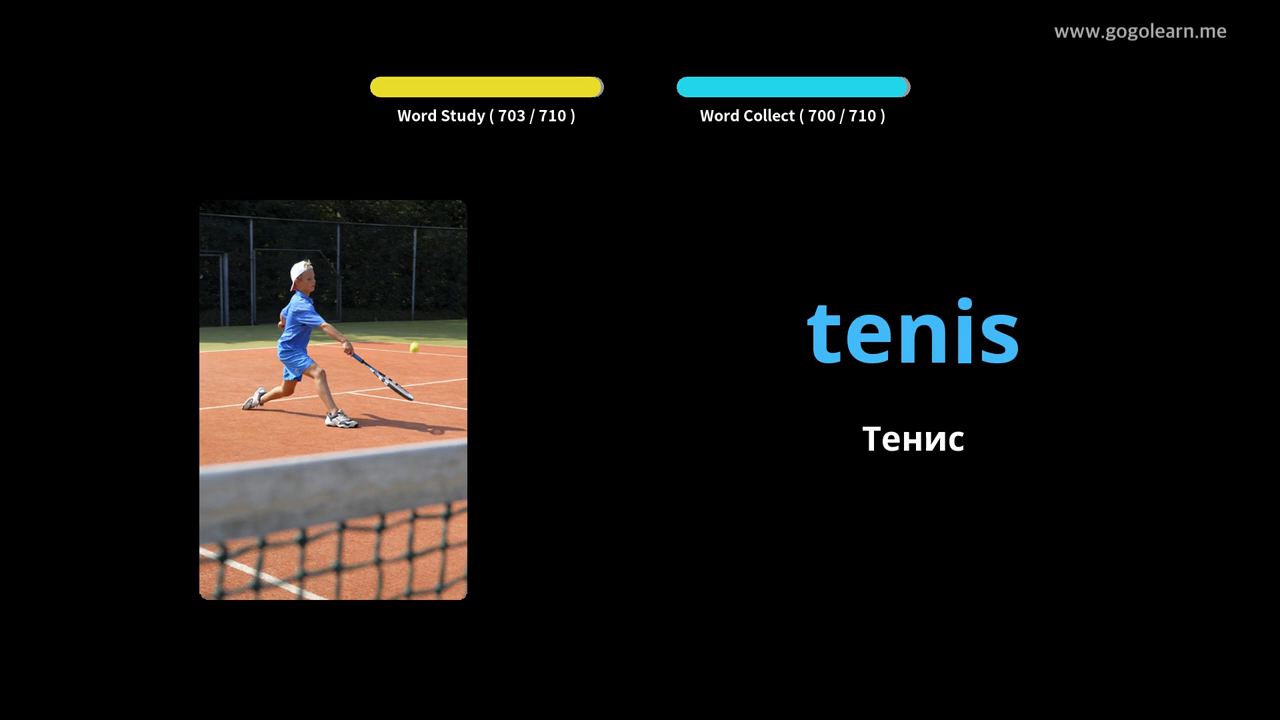 www.gogolearn.me
Word Study ( 703 / 710 )
Word Collect ( 700 / 710 )
tenis
Тенис